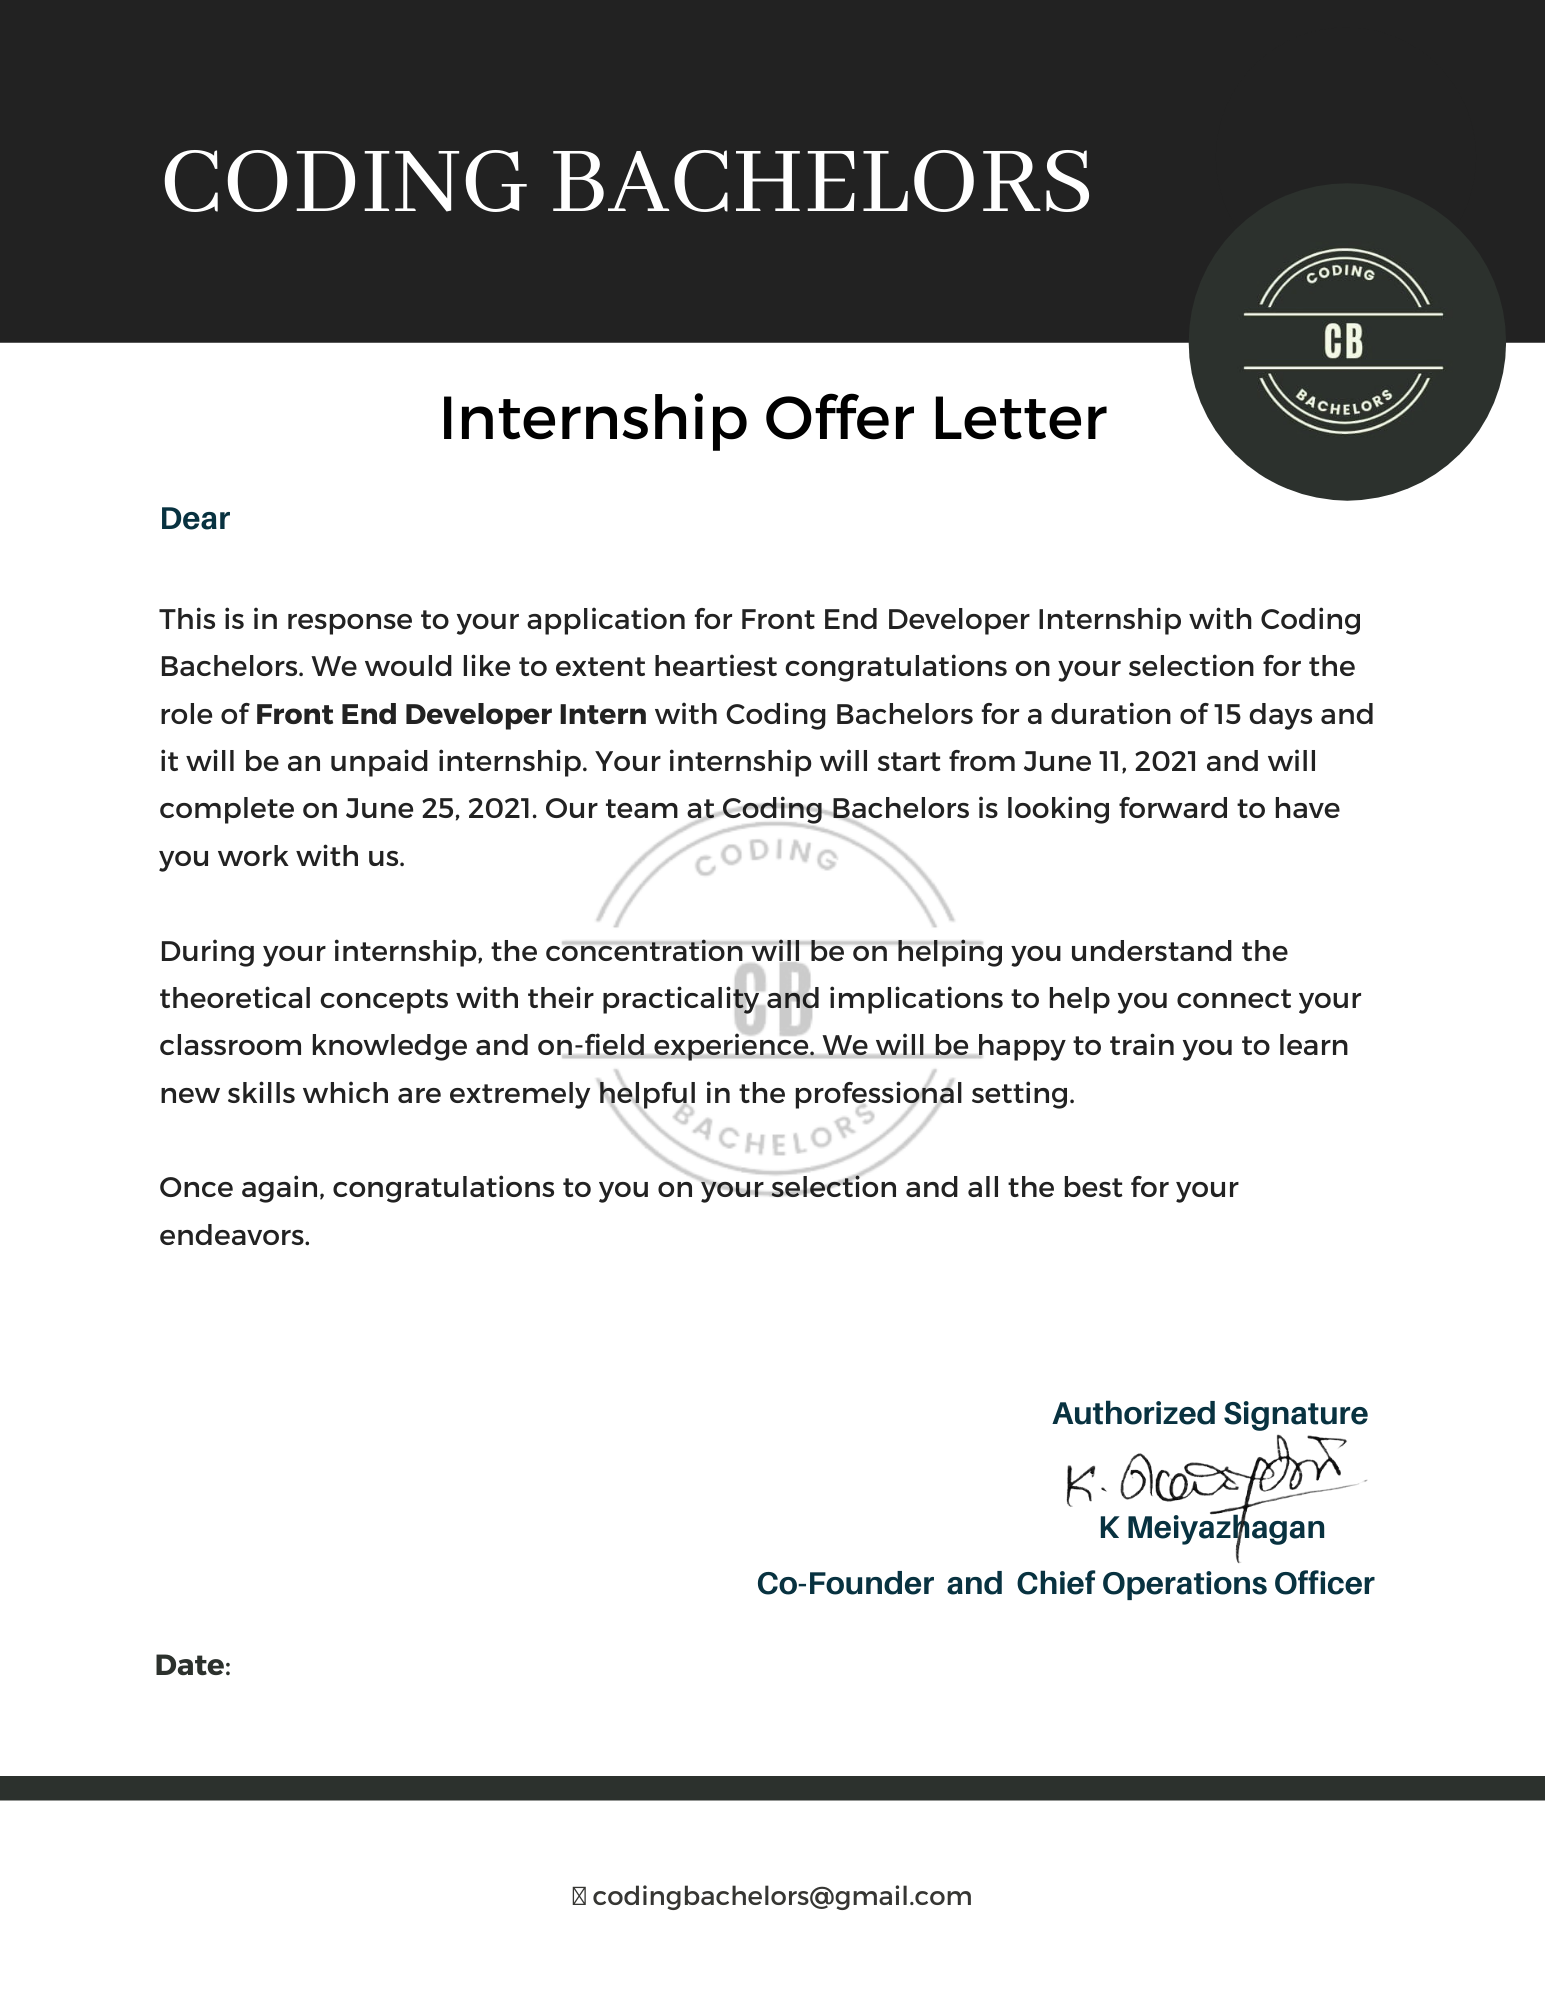 CODING BACHELORS
CODING
CB
BACHELORS
Internship Offer Letter
Dear
This is in response to your application for Front End Developer Internship with Coding
Bachelors. We would like to extent heartiest congratulations on your selection for the
role of Front End Developer Intern with Coding Bachelors for a duration of 15 days and
it will be an unpaid internship. Your internship will start from June 11, 2021 and will
complete on June 25, 2021. Our team at Coding Bachelors is looking forward to have
you work with us.
CODING
During your internship, the concentration will be on helping you understand the
theoretical concepts with their practicality and implications to help you connect your
CB
classroom knowledge and on-field experience. We will be happy to train you to learn
new skills which are extremely helpful in the professional setting.
BACHELORS
Once again, congratulations to you on your selection and all the best for your
endeavors.
Authorized Signature
K.
K Meiyazhagan
Co-Founder and Chief Operations Officer
Date:
codingbachelors@gmail.com